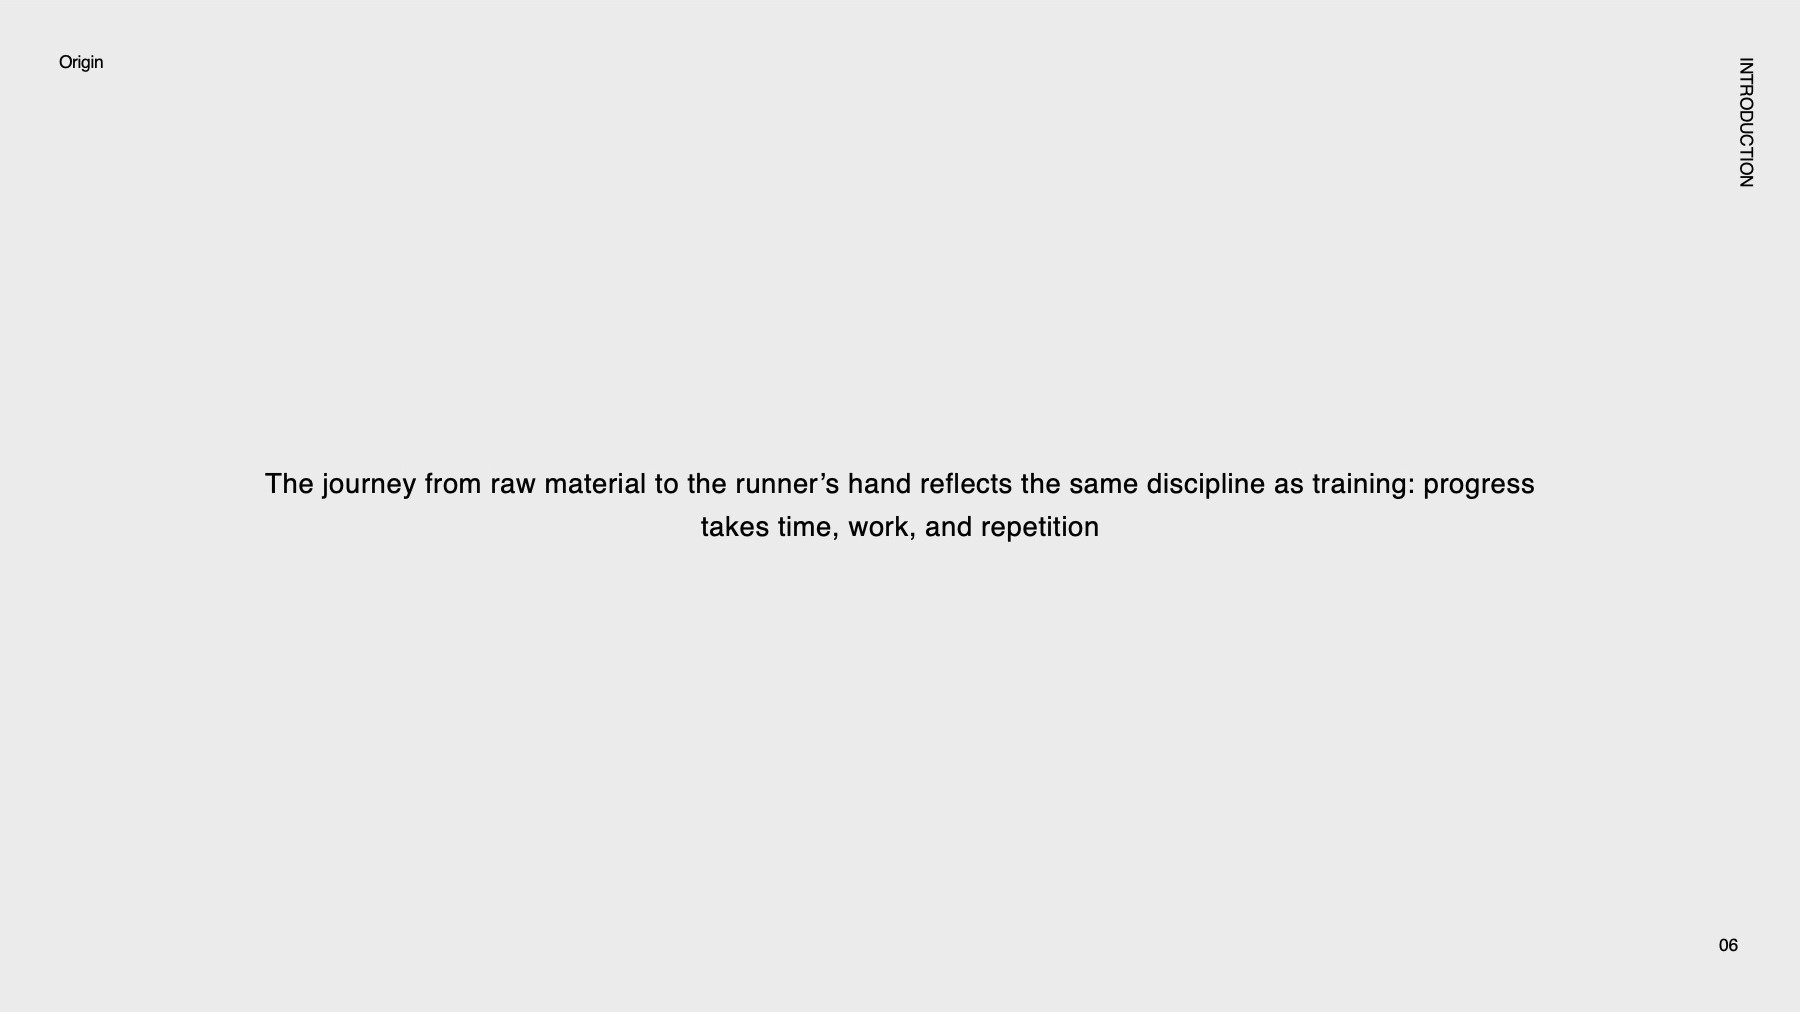 Origin
INTRODUCTION
The journey from raw material to the runner’s hand reflects the same discipline as training: progress
takes time, work, and repetition
06